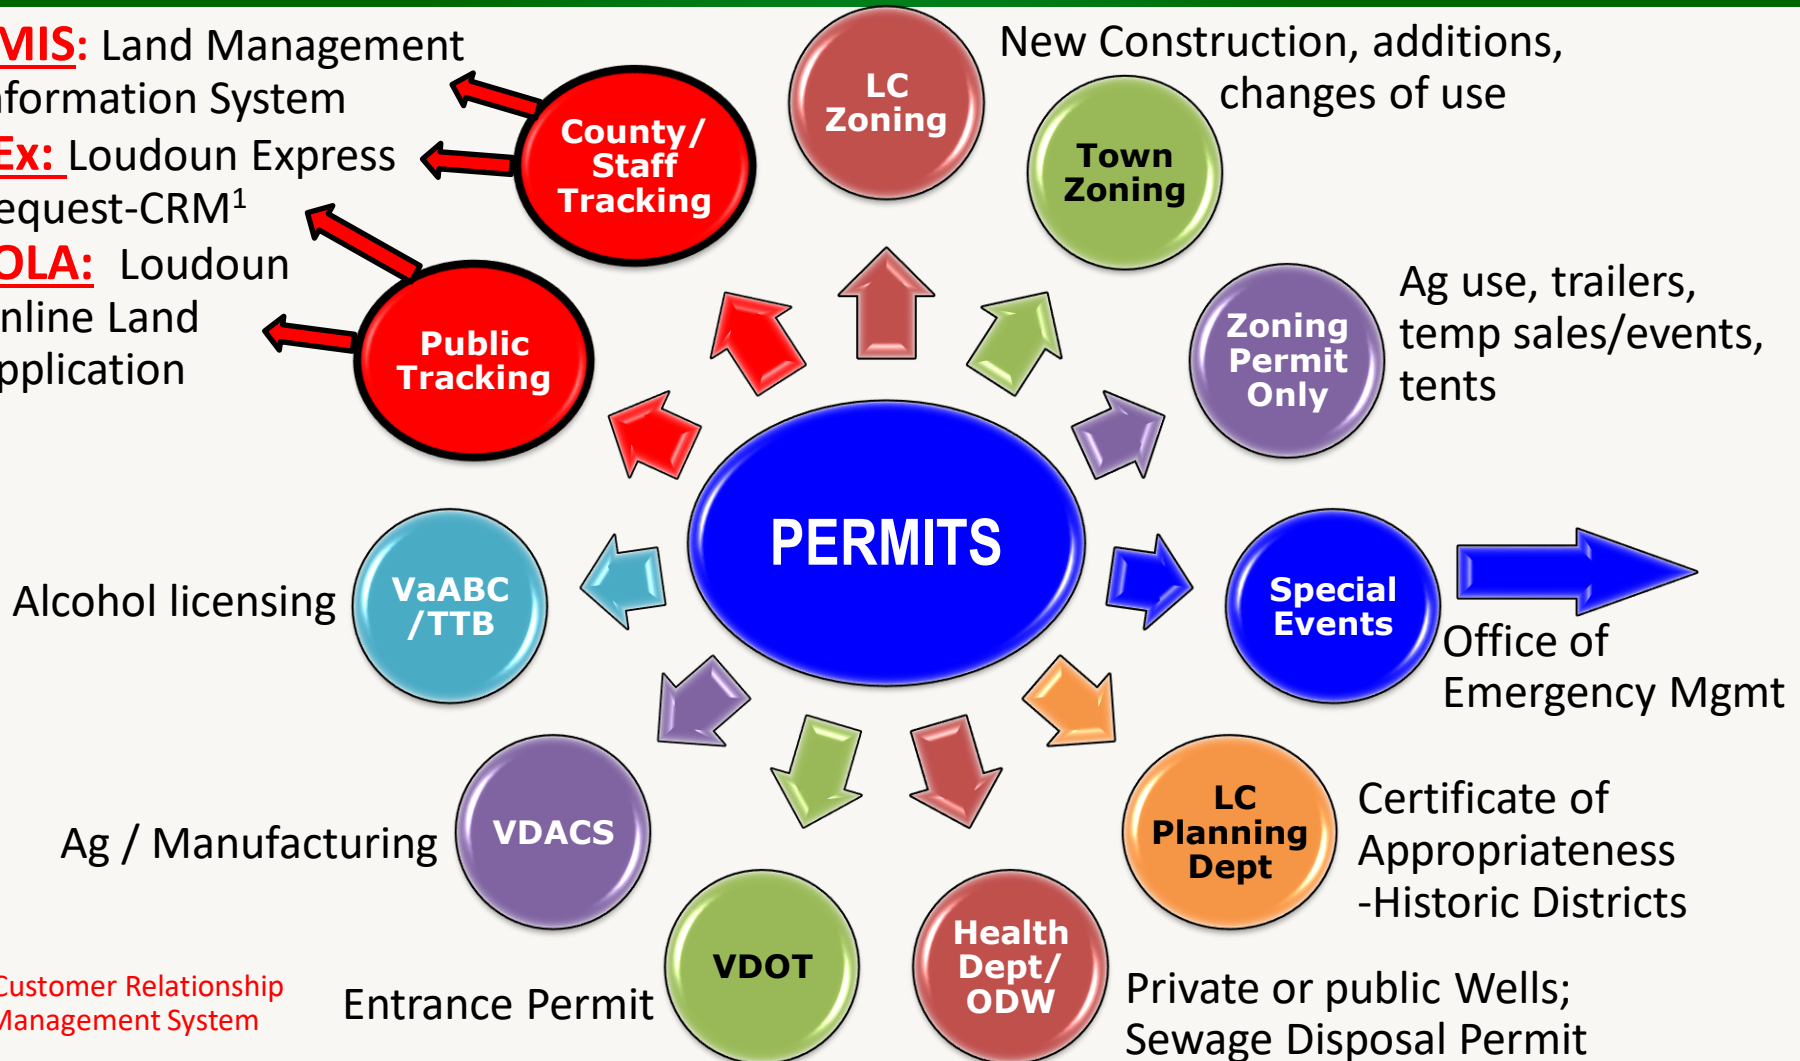 MIS: Land Management
nformation System
Ex: Loudoun Express
equest-CRM1
OLA: Loudoun
nline Land
pplication
County/
Staff
Tracking
Public
Tracking
LC
Zoning
New Construction, additions,
changes of use
Town
Zoning
Zoning
Permit
Only
Ag use, trailers,
temp sales/events,
tents
PERMITS
Special
Events
Office of
Emergency Mgmt
Alcohol licensing
VaABC
/TTB
LC
Planning
Dept
Certificate of
Appropriateness
-Historic Districts
Ag / Manufacturing
VDACS
VDOT
Entrance Permit
Health
Dept/
ODW
Private or public Wells;
Sewage Disposal Permit
Customer Relationship
Management System